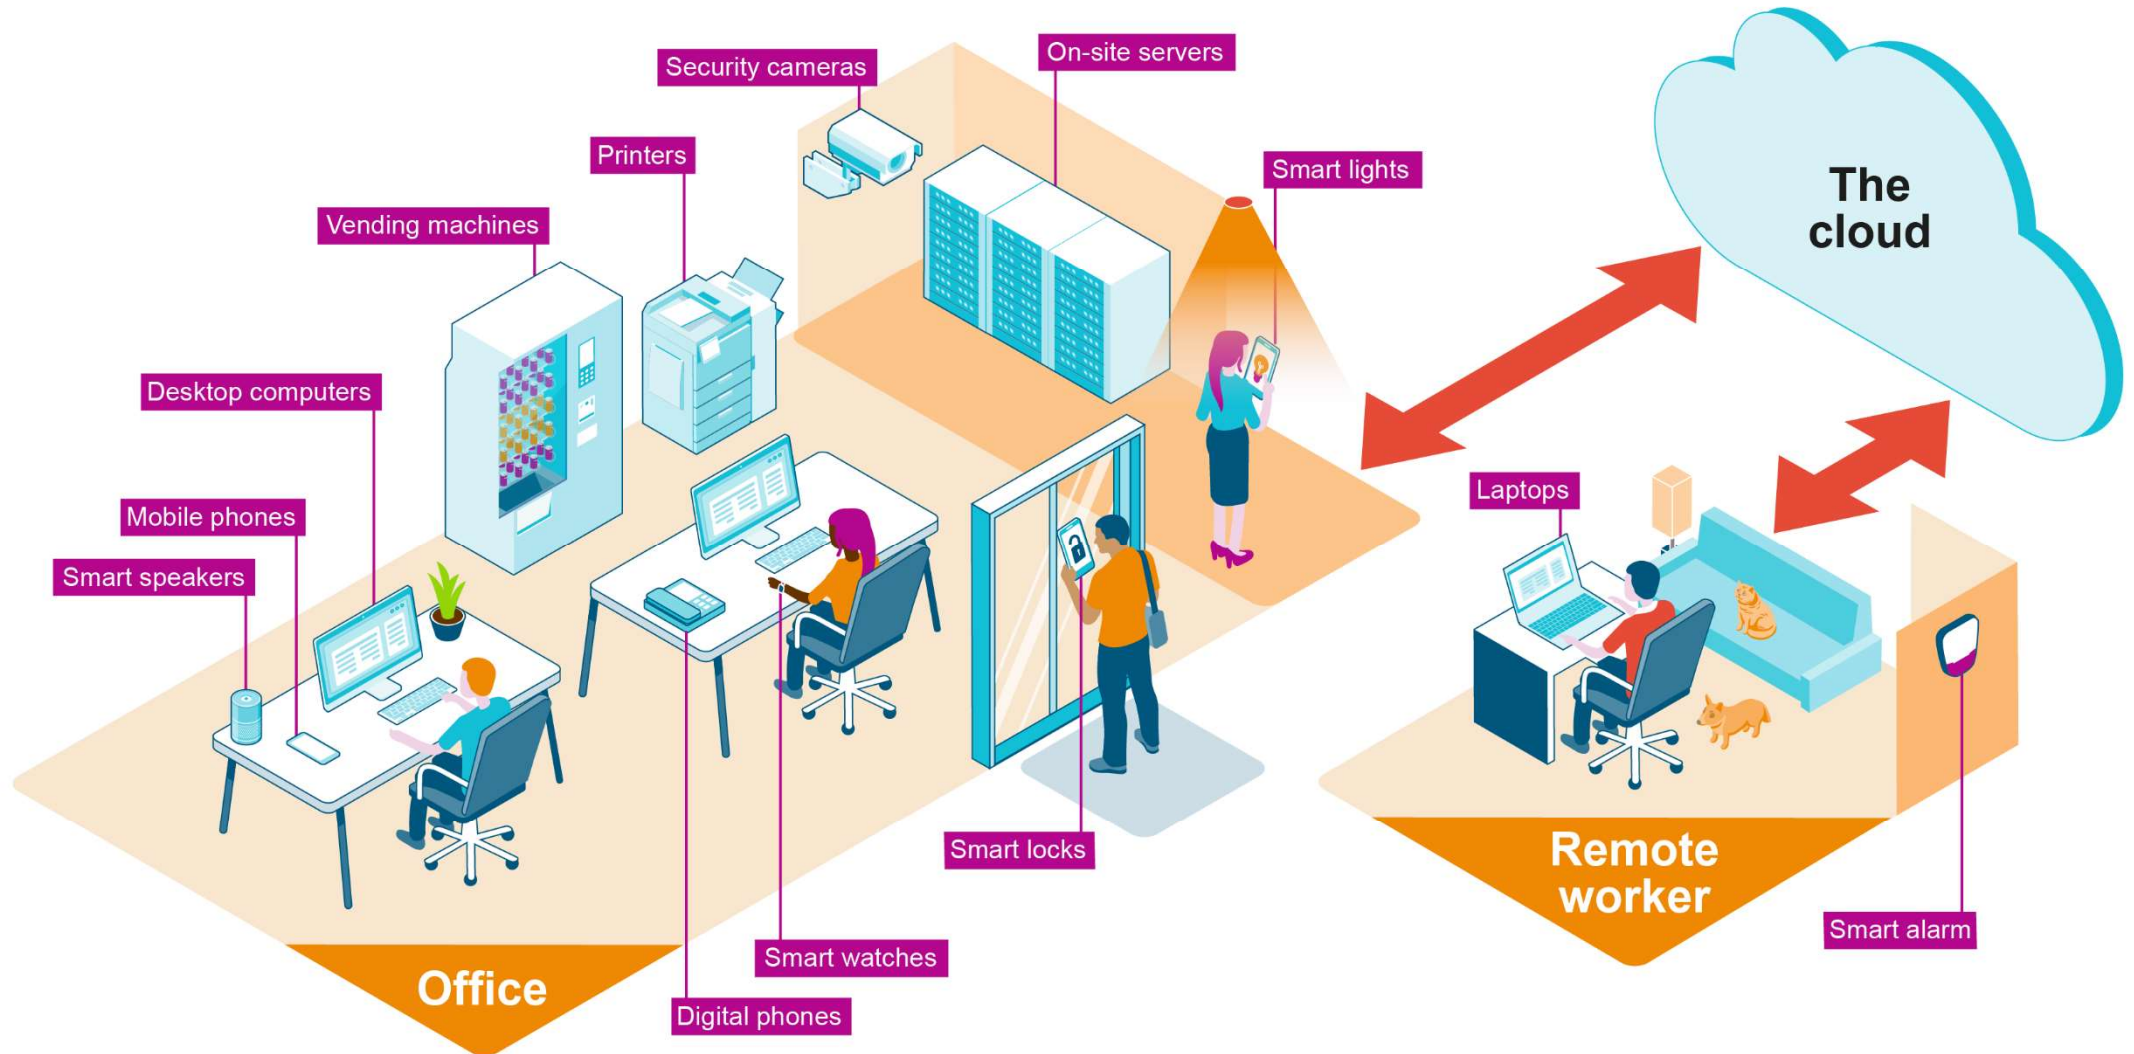 On-site servers
Security cameras
Printers
Smart lights
The
cloud
Vending machines
Desktop computers
Laptops
Mobile phones
Smart speakers
Smart locks
Remote
worker
Smart alarm
Smart watches
Office
Digital phones